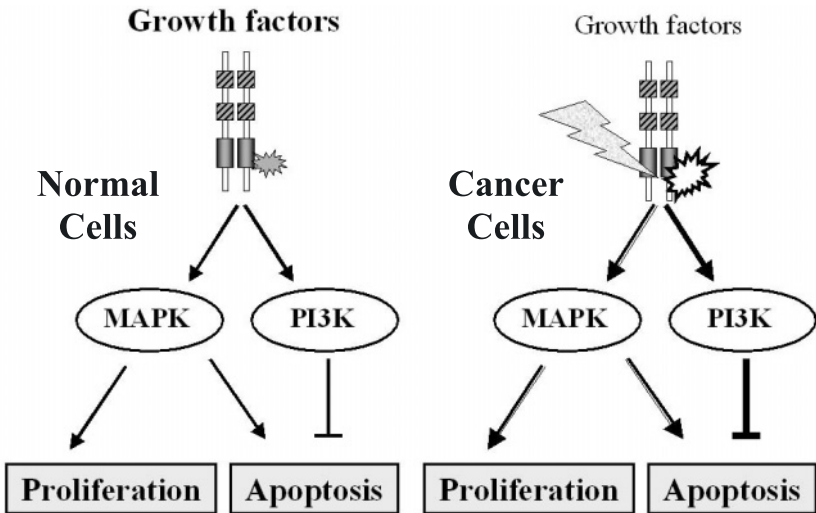 Growth factors
Normal
Cells
MAPK
PI3K
Proliferation
Apoptosis
Growth factors
Cancer
Cells
MAPK
PI3K
Proliferation
Apoptosis